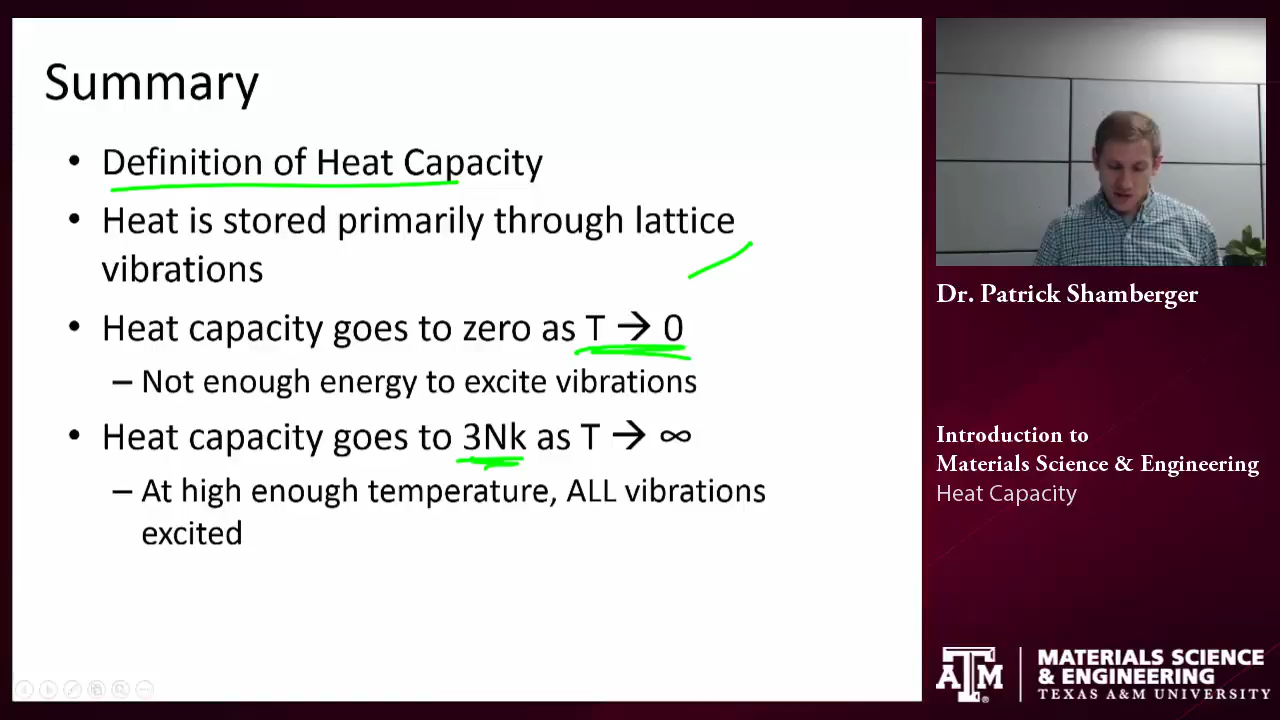 Summary
• Definition of Heat Capacity
• Heat is stored primarily through lattice
vibrations
• Heat capacity goes to zero as T → 0
– Not enough energy to excite vibrations
• Heat capacity goes to 3Nk as T → ∞
– At high enough temperature, ALL vibrations
excited
Dr. Patrick Shamberger
Introduction to
Materials Science & Engineering
Heat Capacity
ATM®
MATERIALS SCIENCE
& ENGINEERING
TEXAS A&M UNIVERSITY